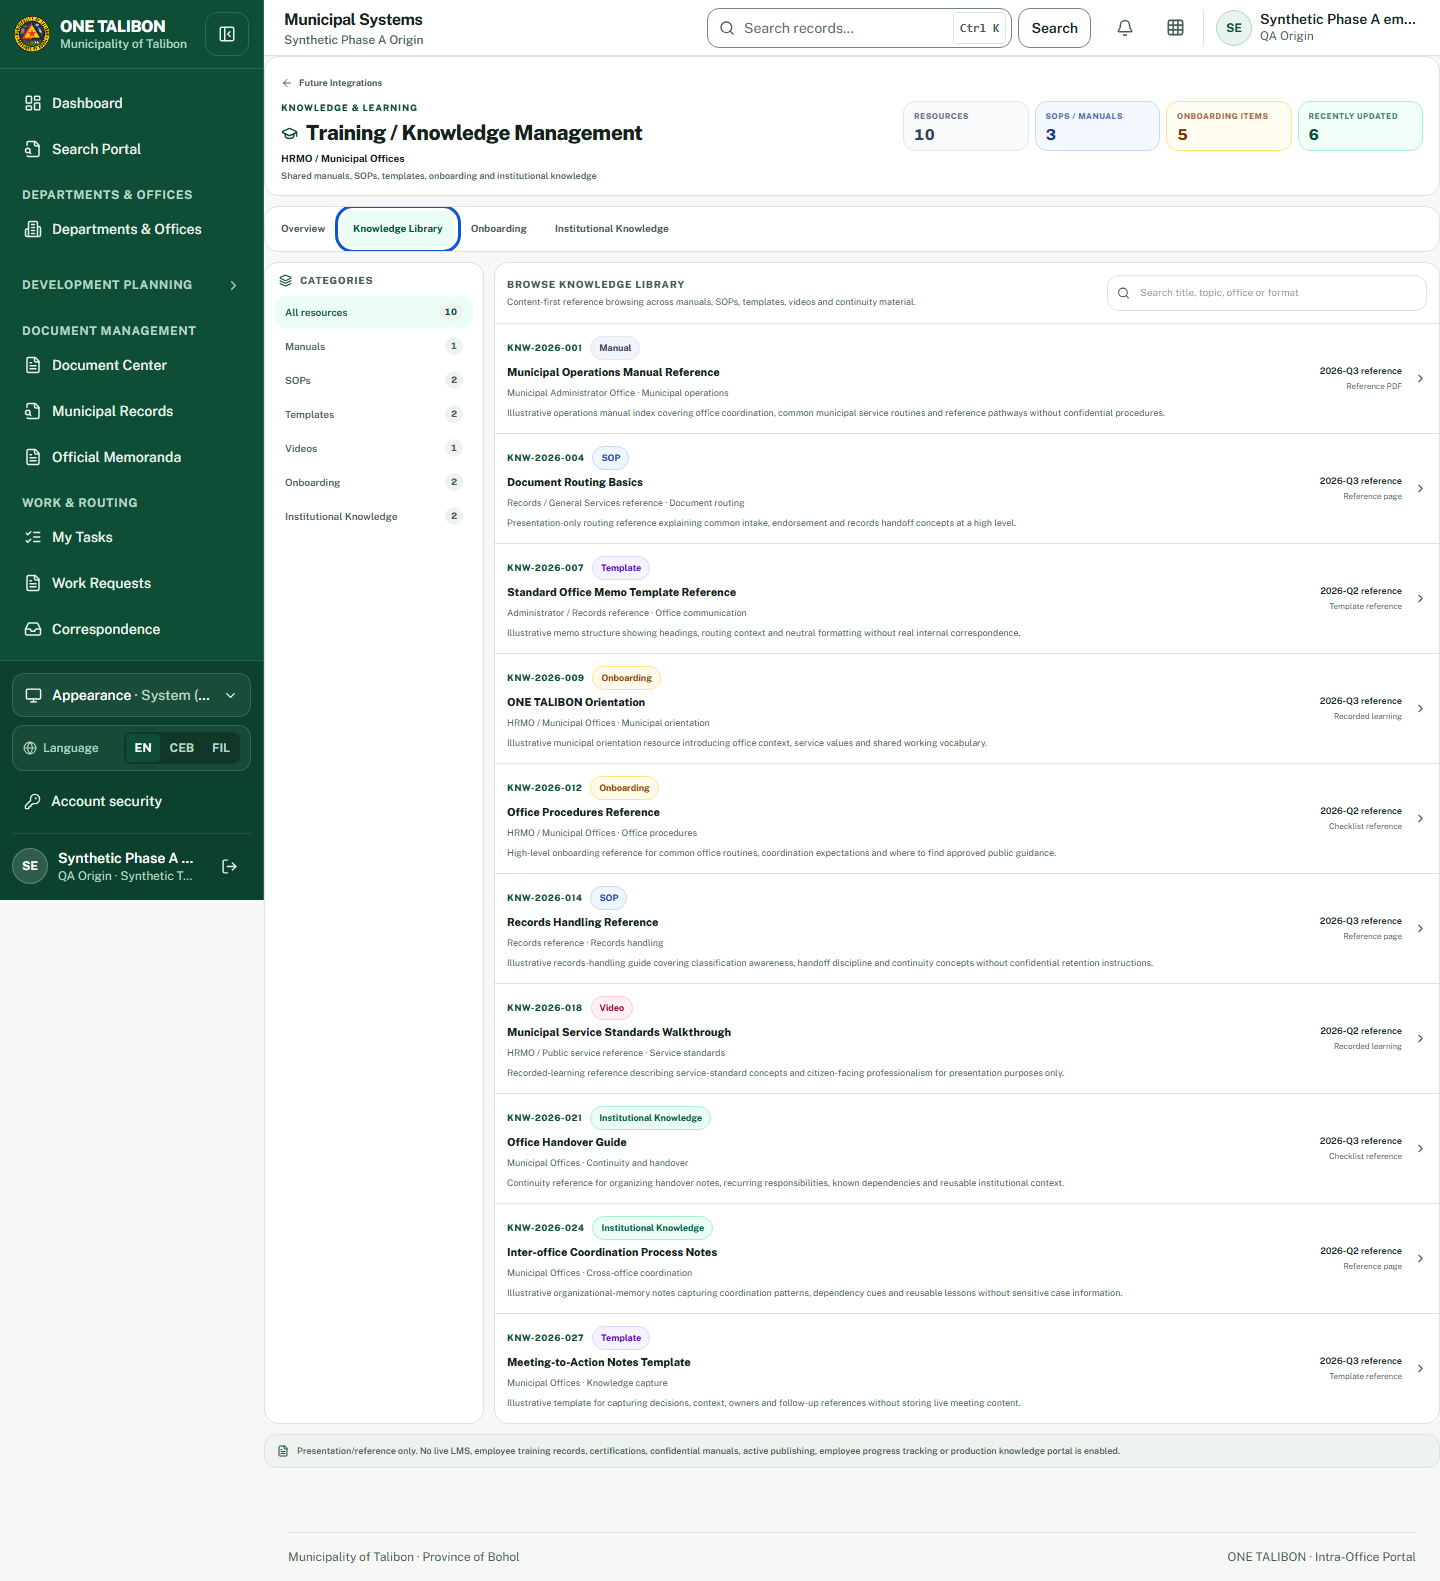 ONE TALIBON
Municipality of Talibon
Dashboard
Search Portal
DEPARTMENTS & OFFICES
Departments & Offices
DEVELOPMENT PLANNING
DOCUMENT MANAGEMENT
Document Center
Municipal Records
Official Memoranda
WORK & ROUTING
My Tasks
Work Requests
Correspondence
Appearance · System (...
Language EN CEB FIL
Account security
SE Synthetic Phase A ...
QA Origin · Synthetic T...
Municipal Systems
Synthetic Phase A Origin
Search records... Ctrl K Search
SE Synthetic Phase A em...
QA Origin
Future Integrations
KNOWLEDGE & LEARNING
Training / Knowledge Management
HRMO / Municipal Offices
Shared manuals, SOPs, templates, onboarding and institutional knowledge
RESOURCES
10
SOPS / MANUALS
3
ONBOARDING ITEMS
5
RECENTLY UPDATED
6
Overview Knowledge Library Onboarding Institutional Knowledge
CATEGORIES
All resources 10
Manuals 1
SOPs 2
Templates 2
Videos 1
Onboarding 2
Institutional Knowledge 2
BROWSE KNOWLEDGE LIBRARY
Content-first reference browsing across manuals, SOPs, templates, videos and continuity material.
Search title, topic, office or format
KNW-2026-001 Manual
Municipal Operations Manual Reference
Municipal Administrator Office · Municipal operations
Illustrative operations manual index covering office coordination, common municipal service routines and reference pathways without confidential procedures.
2026-Q3 reference
Reference PDF
KNW-2026-004 SOP
Document Routing Basics
Records / General Services reference · Document routing
Presentation-only routing reference explaining common intake, endorsement and records handoff concepts at a high level.
2026-Q3 reference
Reference page
KNW-2026-007 Template
Standard Office Memo Template Reference
Administrator / Records reference · Office communication
Illustrative memo structure showing headings, routing context and neutral formatting without real internal correspondence.
2026-Q2 reference
Template reference
KNW-2026-009 Onboarding
ONE TALIBON Orientation
HRMO / Municipal Offices · Municipal orientation
Illustrative municipal orientation resource introducing office context, service values and shared working vocabulary.
2026-Q3 reference
Recorded learning
KNW-2026-012 Onboarding
Office Procedures Reference
HRMO / Municipal Offices · Office procedures
High-level onboarding reference for common office routines, coordination expectations and where to find approved public guidance.
2026-Q2 reference
Checklist reference
KNW-2026-014 SOP
Records Handling Reference
Records reference · Records handling
Illustrative records-handling guide covering classification awareness, handoff discipline and continuity concepts without confidential retention instructions.
2026-Q3 reference
Reference page
KNW-2026-018 Video
Municipal Service Standards Walkthrough
HRMO / Public service reference · Service standards
Recorded-learning reference describing service-standard concepts and citizen-facing professionalism for presentation purposes only.
2026-Q2 reference
Recorded learning
KNW-2026-021 Institutional Knowledge
Office Handover Guide
Municipal Offices · Continuity and handover
Continuity reference for organizing handover notes, recurring responsibilities, known dependencies and reusable institutional context.
2026-Q3 reference
Checklist reference
KNW-2026-024 Institutional Knowledge
Inter-office Coordination Process Notes
Municipal Offices · Cross-office coordination
Illustrative organizational-memory notes capturing coordination patterns, dependency cues and reusable lessons without sensitive case information.
2026-Q2 reference
Reference page
KNW-2026-027 Template
Meeting-to-Action Notes Template
Municipal Offices · Knowledge capture
Illustrative template for capturing decisions, context, owners and follow-up references without storing live meeting content.
2026-Q3 reference
Template reference
Presentation/reference only. No live LMS, employee training records, certifications, confidential manuals, active publishing, employee progress tracking or production knowledge portal is enabled.
Municipality of Talibon · Province of Bohol
ONE TALIBON · Intra-Office Portal